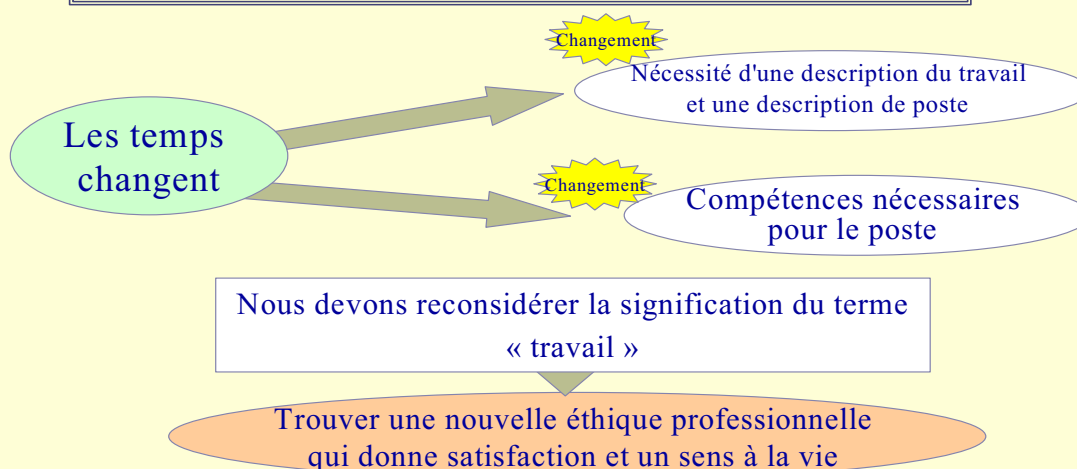 Changement
Nécessité d'une description du travail
et une description de poste
Les temps
changent
Changement
Compétences nécessaires
pour le poste
Nous devons reconsidérer la signification du terme
« travail »
Trouver une nouvelle éthique professionnelle
qui donne satisfaction et un sens à la vie